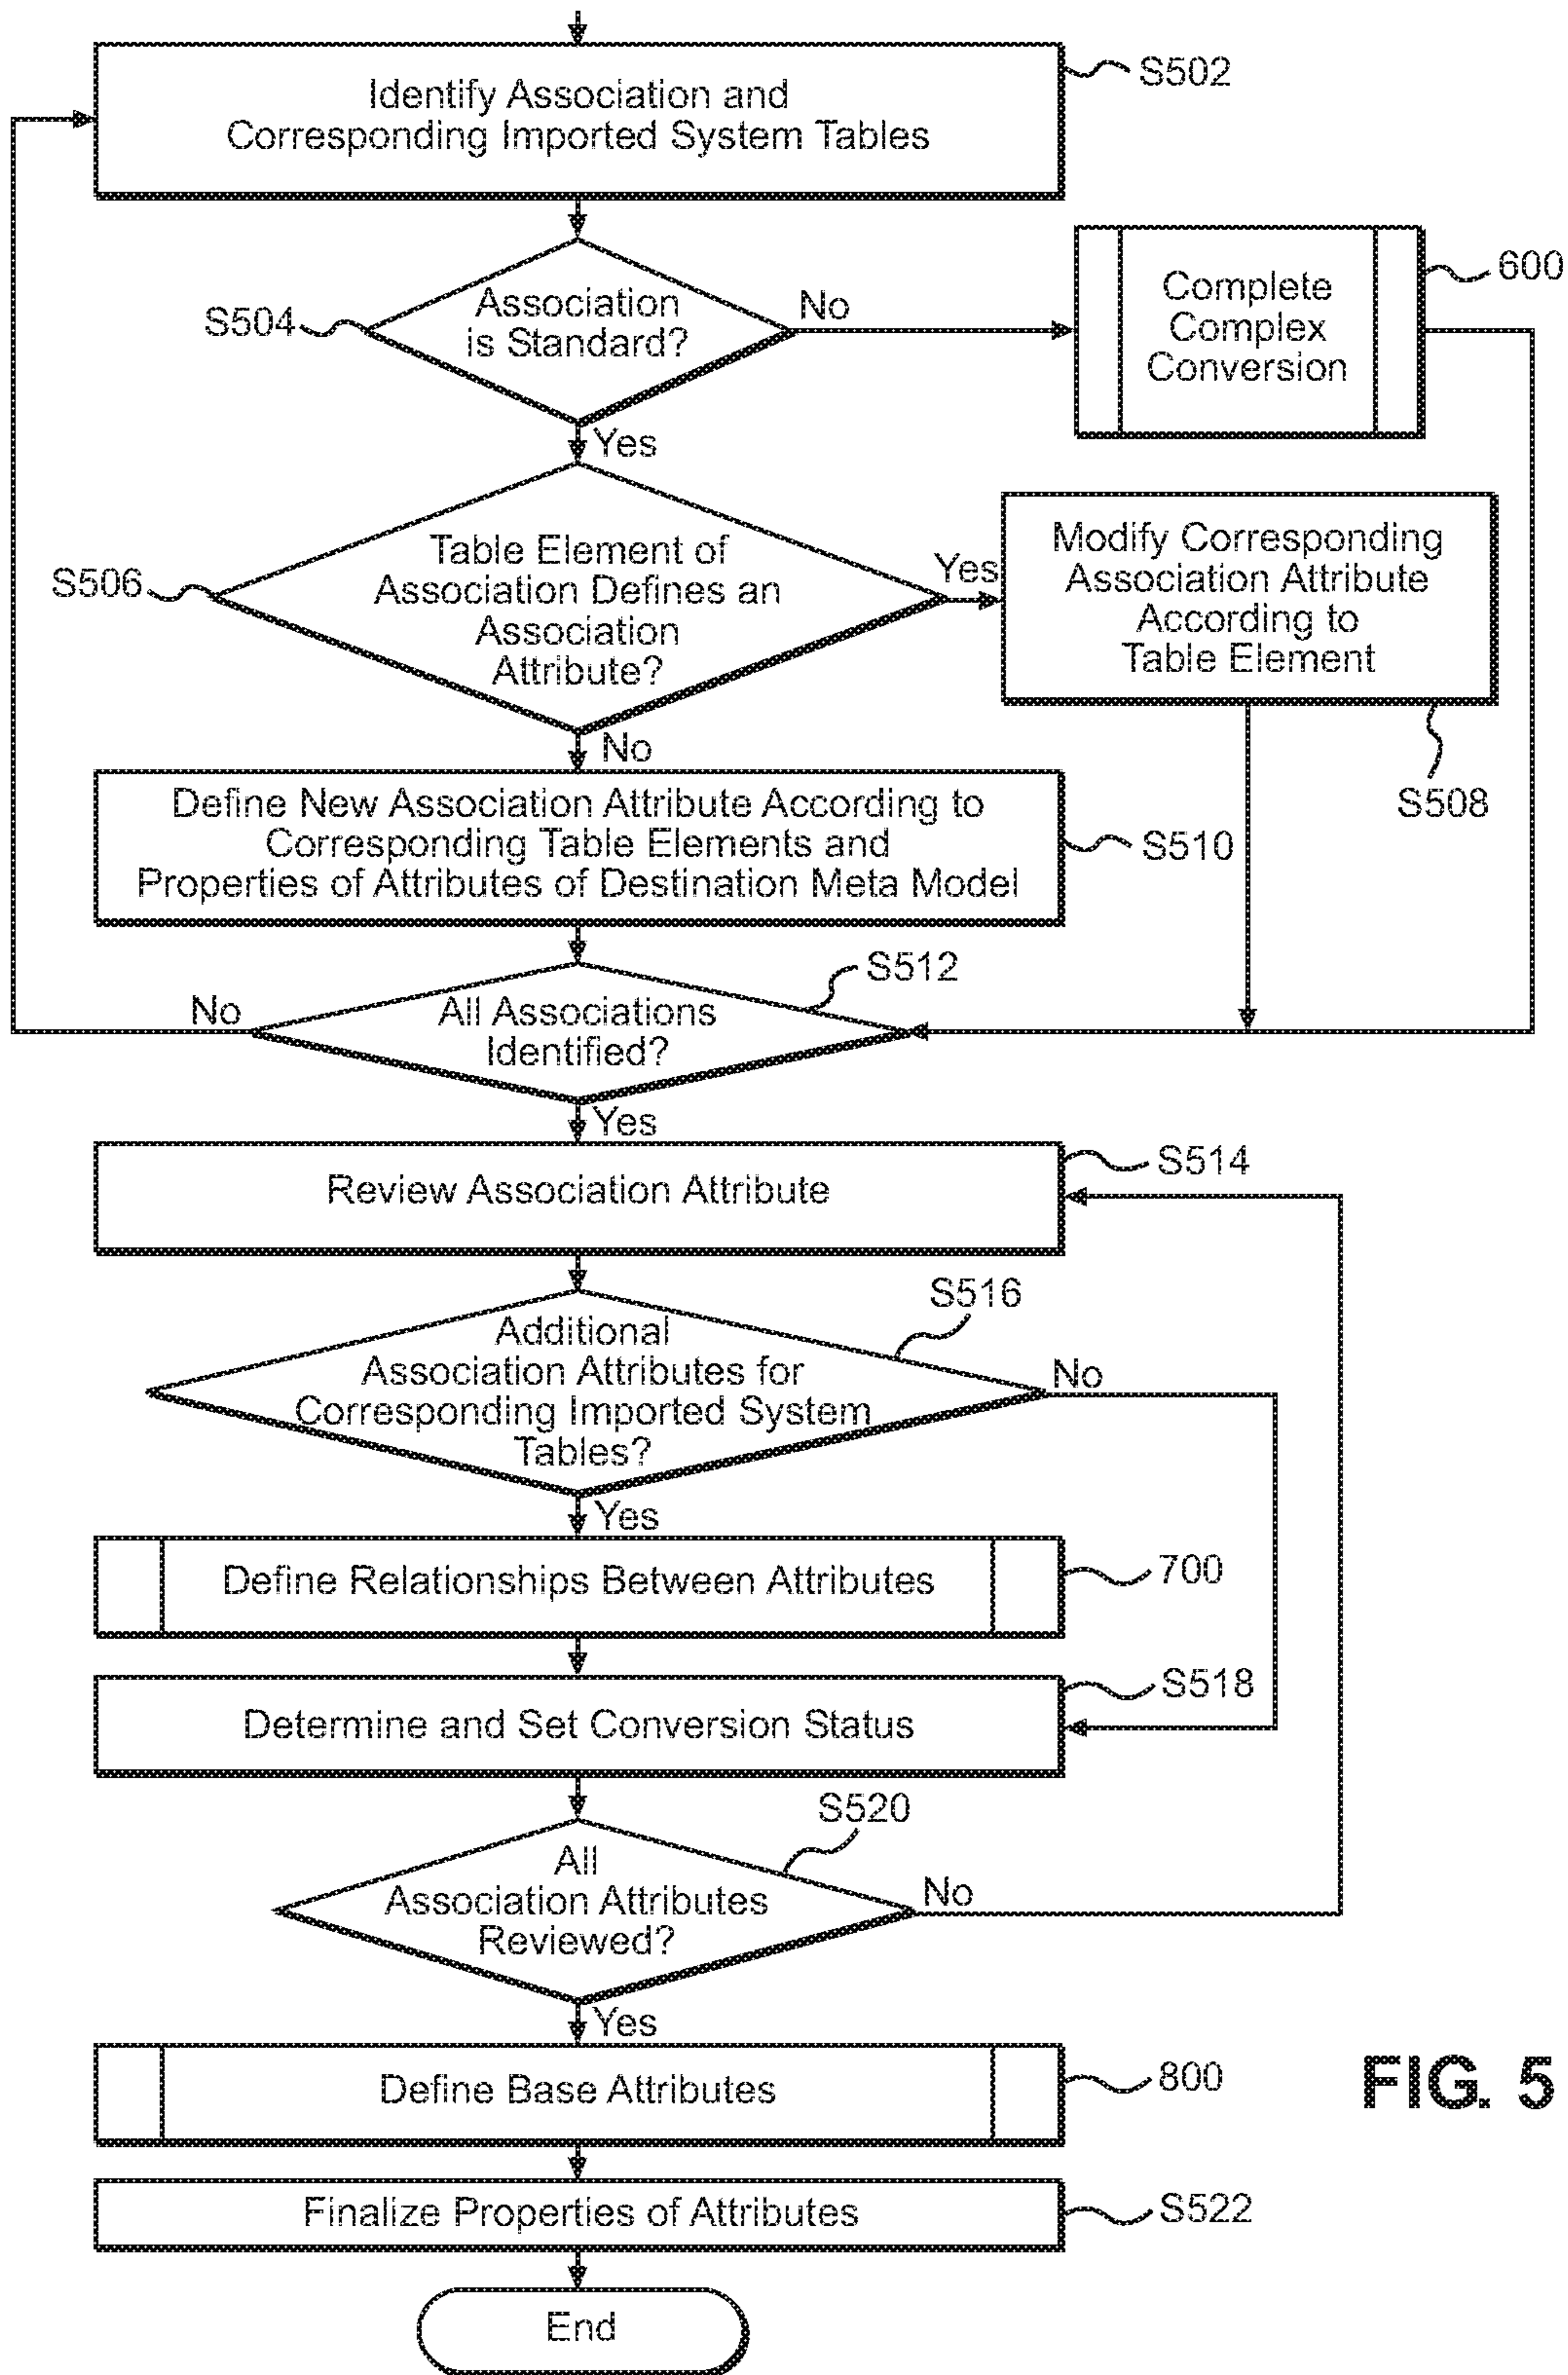 Identify Association and
Corresponding Imported System Tables
S502
Association
is Standard?
S504
No
Complete
Complex
Conversion
600
Yes
Table Element of
Association Defines an
Association
Attribute?
S506
Yes
Modify Corresponding
Association Attribute
According to
Table Element
S508
No
Define New Association Attribute According to
Corresponding Table Elements and
Properties of Attributes of Destination Meta Model
S510
S512
No
All Associations
Identified?
Yes
Review Association Attribute
S514
S516
Additional
Association Attributes for
Corresponding Imported System
Tables?
No
Yes
Define Relationships Between Attributes
700
Determine and Set Conversion Status
S518
S520
All
Association Attributes
Reviewed?
No
Yes
Define Base Attributes
800
FIG. 5
Finalize Properties of Attributes
S522
End